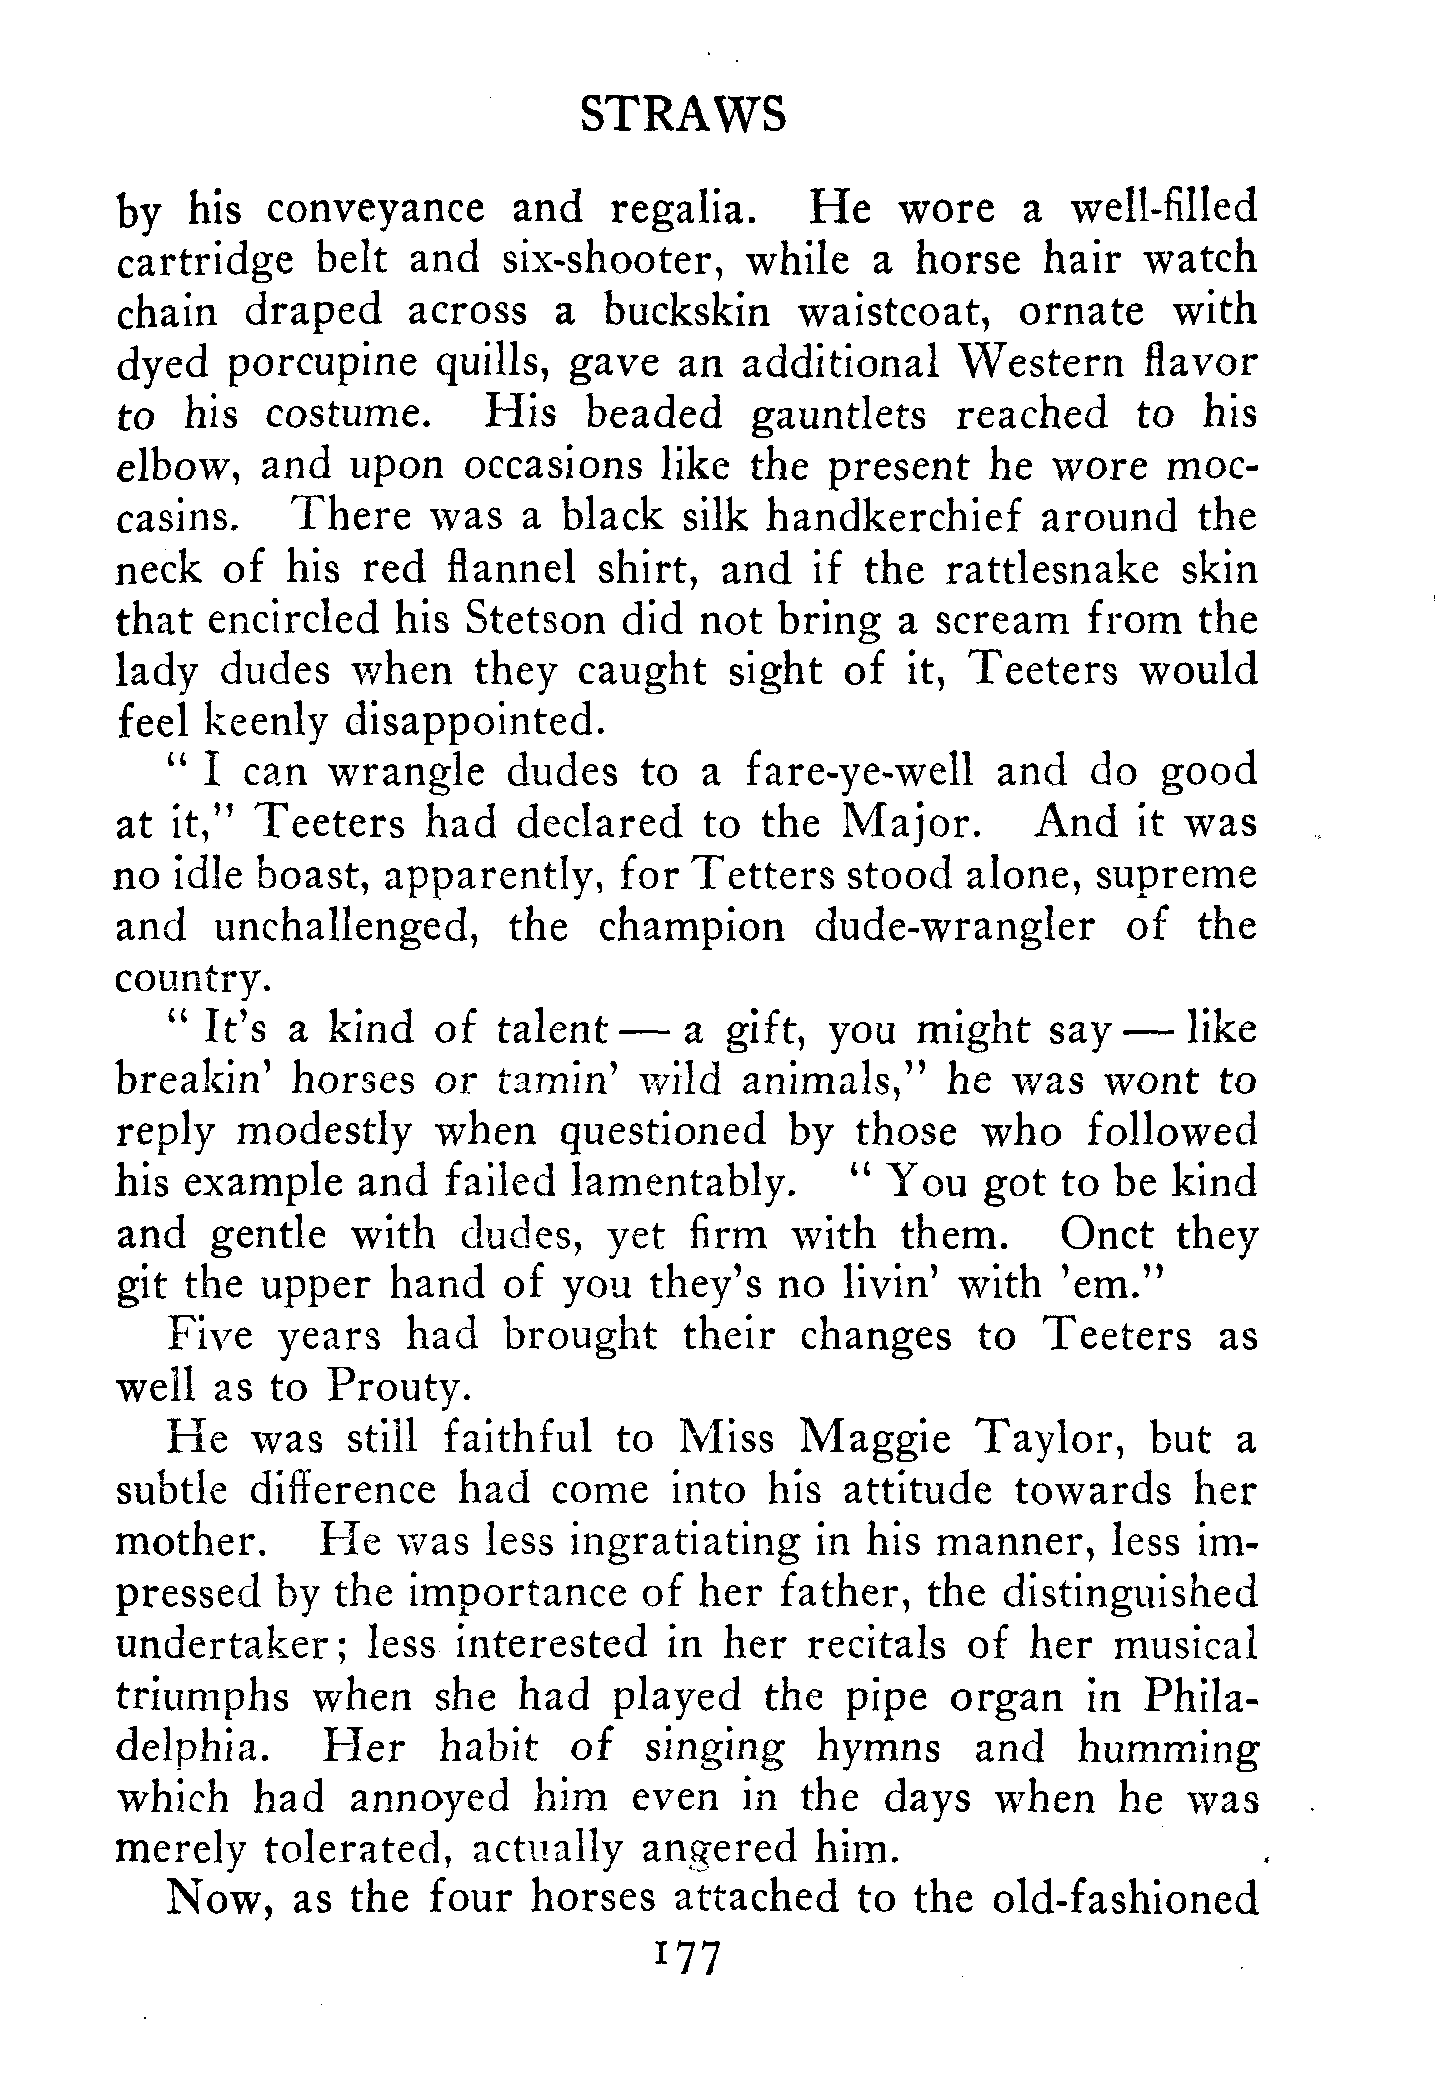 STRAWS
by his conveyance and regalia. He wore a well-filled
cartridge belt and six-shooter, while a horse hair watch
chain draped across a buckskin waistcoat, ornate with
dyed porcupine quills, gave an additional Western flavor
to his costume. His beaded gauntlets reached to his
elbow, and upon occasions like the present he wore moc-
casins. There was a black silk handkerchief around the
neck of his red flannel shirt, and if the rattlesnake skin
that encircled his Stetson did not bring a scream from the
lady dudes when they caught sight of it, Teeters would
feel keenly disappointed.
" I can wrangle dudes to a fare-ye-well and do good
at it," Teeters had declared to the Major. And it was
no idle boast, apparently, for Tetters stood alone, supreme
and unchallenged, the champion dude-wrangler of the
country.
" It's a kind of talent — a gift, you might say — like
breakin' horses or tamin' wild animals," he was wont to
reply modestly when questioned by those who followed
his example and failed lamentably. " You got to be kind
and gentle with dudes, yet firm with them. Onct they
git the upper hand of you they's no livin' with 'em."
Five years had brought their changes to Teeters as
well as to Prouty.
He was still faithful to Miss Maggie Taylor, but a
subtle difference had come into his attitude towards her
mother. He was less ingratiating in his manner, less im-
pressed by the importance of her father, the distinguished
undertaker; less interested in her recitals of her musical
triumphs when she had played the pipe organ in Phila-
delphia. Her habit of singing hymns and humming
which had annoyed him even in the days when he was
merely tolerated, actually angered him.
Now, as the four horses attached to the old-fashioned
177